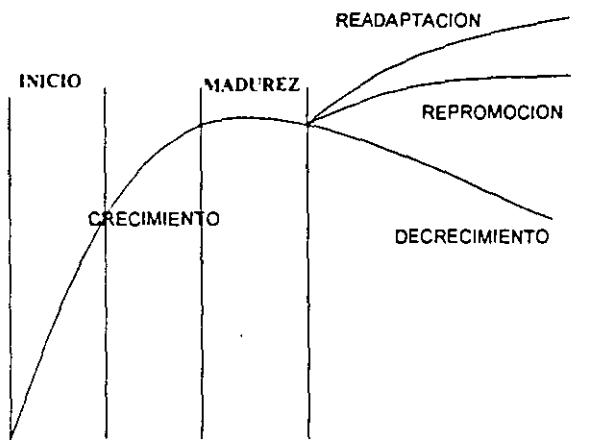 READAPTACION
INICIO
MADUREZ
REPROMOCION
CRECIMIENTO
DECRECIMIENTO